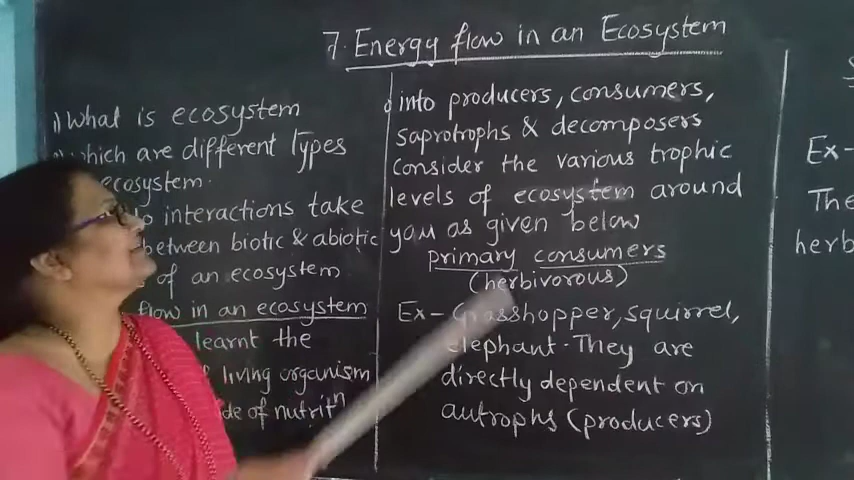 7. Energy flow in an Ecosystem
1) What is ecosystem
which are different Types
ecosystem.
interactions take
between biotic & abiotic
of an ecosystem
flow in an ecosystem
learnt the
living organism
de of nutritⁿ
into producers, consumers,
saprotrophs & decomposers
Consider the various trophic
levels of ecosystem around
you as given below
primary consumers
(herbivorous)
Ex- Grasshopper, squirrel,
elephant. They are
directly dependent on
autrophs (producers)
Ex-
The
herb